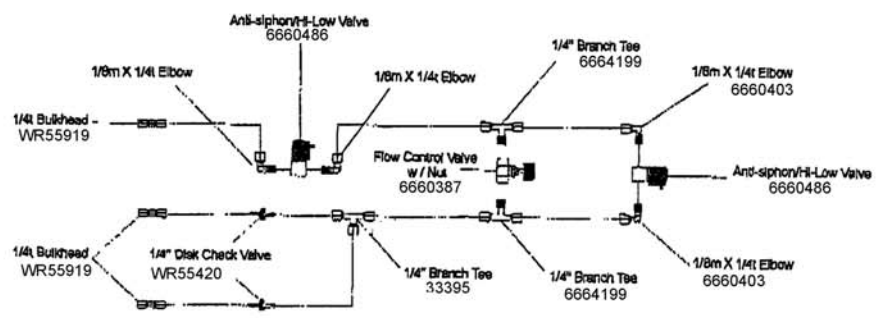 Anti-siphon/Hi-Low Valve
6660486
1/4" Branch Tee
6664199
1/8m X 1/4t Elbow
1/8m X 1/4t Elbow
1/8m X 1/4t Elbow
6660403
1/4t Bulkhead
WR55919
Flow Control Valve
w / Nut
6660387
Anti-siphon/Hi-Low Valve
6660486
1/4t Bulkhead
WR55919
1/4" Disk Check Valve
WR55420
1/4" Branch Tee
33395
1/4" Branch Tee
6664199
1/8m X 1/4t Elbow
6660403